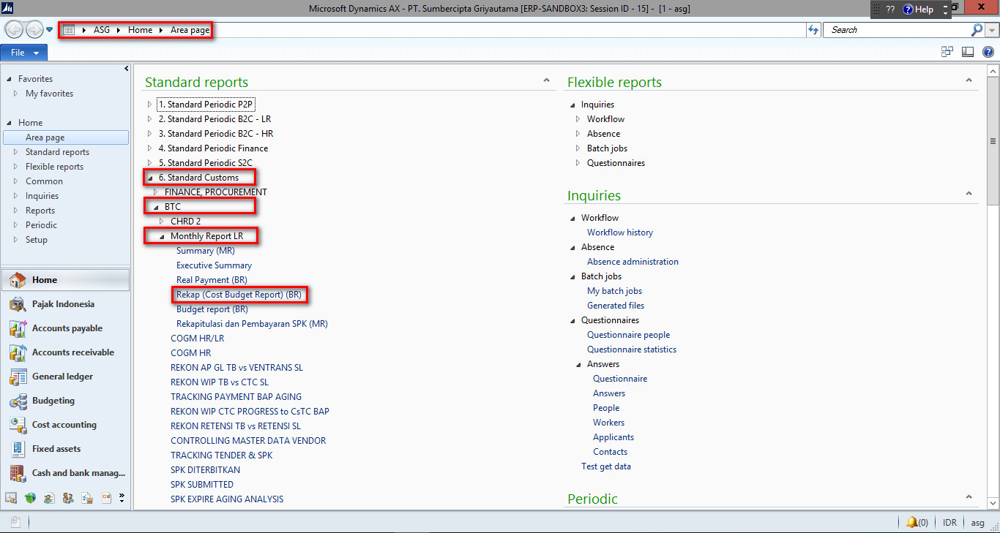 Microsoft Dynamics AX - PT. Sumbercipta Griyautama [ERP-SANDBOX3: Session ID - 15] - [1 - asg]
?? Help
ASG Home Area page
Search
File
Favorites
My favorites
Home
Area page
Standard reports
Flexible reports
Common
Inquiries
Reports
Periodic
Setup
Home
Pajak Indonesia
Accounts payable
Accounts receivable
General ledger
Budgeting
Cost accounting
Fixed assets
Cash and bank manag...
Standard reports
1. Standard Periodic P2P
2. Standard Periodic B2C - LR
3. Standard Periodic B2C - HR
4. Standard Periodic Finance
5. Standard Periodic S2C
6. Standard Customs
FINANCE, PROCUREMENT
BTC
CHRD 2
Monthly Report LR
Summary (MR)
Executive Summary
Real Payment (BR)
Rekap (Cost Budget Report) (BR)
Budget report (BR)
Rekapitulasi dan Pembayaran SPK (MR)
COGM HR/LR
COGM HR
REKON AP GL TB vs VENTRANS SL
REKON WIP TB vs CTC SL
TRACKING PAYMENT BAP AGING
REKON WIP CTC PROGRESS to CsTC BAP
REKON RETENSI TB vs RETENSI SL
CONTROLLING MASTER DATA VENDOR
TRACKING TENDER & SPK
SPK DITERBITKAN
SPK SUBMITTED
SPK EXPIRE AGING ANALYSIS
Flexible reports
Inquiries
Workflow
Absence
Batch jobs
Questionnaires
Inquiries
Workflow
Workflow history
Absence
Absence administration
Batch jobs
My batch jobs
Generated files
Questionnaires
Questionnaire people
Questionnaire statistics
Answers
Questionnaire
Answers
People
Workers
Applicants
Contacts
Test get data
Periodic
(0) IDR asg